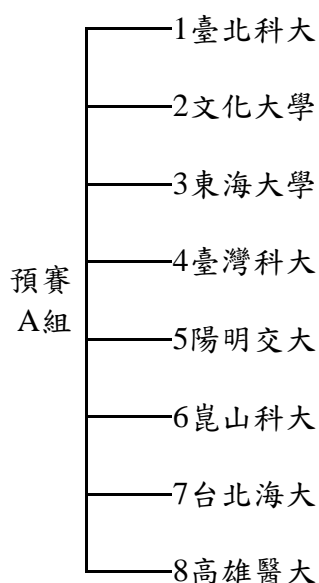 1臺北科大
2文化大學
3東海大學
4臺灣科大
預賽
A組
5陽明交大
6崑山科大
7台北海大
8高雄醫大